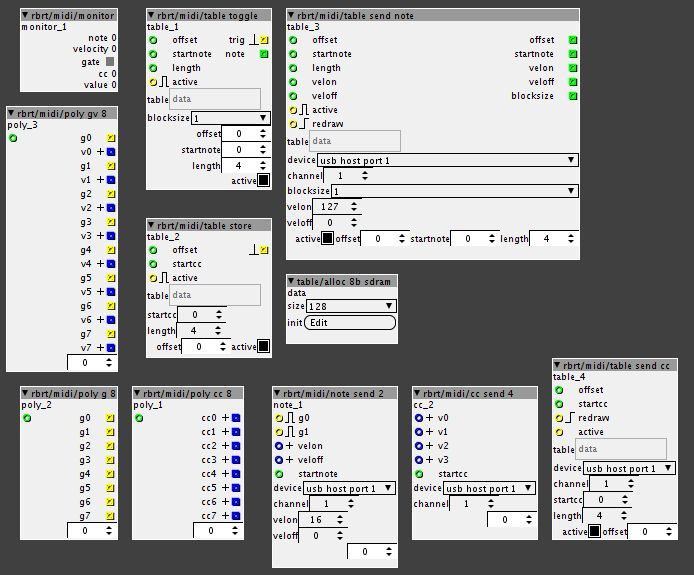 rbrt/midi/monitor
monitor_1
note 0
velocity 0
gate
cc 0
value 0
rbrt/midi/table toggle
table_1
offset trig
startnote note
length
active
table data
blocksize 1
offset 0
startnote 0
length 4
active
rbrt/midi/table send note
table_3
offset offset
startnote startnote
length velon
velon veloff
veloff blocksize
active
redraw
table data
device usb host port 1
channel 1
blocksize 1
velon 127
veloff 0
active offset 0 startnote 0 length 4
rbrt/midi/poly gv 8
poly_3
g0
v0 +
g1
v1 +
g2
v2 +
g3
v3 +
g4
v4 +
g5
v5 +
g6
v6 +
g7
v7 +
0
rbrt/midi/table store
table_2
offset
startcc
active
table data
startcc 0
length 4
offset 0 active
table/alloc 8b sdram
data
size 128
init Edit
rbrt/midi/poly g 8
poly_2
g0
g1
g2
g3
g4
g5
g6
g7
0
rbrt/midi/poly cc 8
poly_1
cc0 +
cc1 +
cc2 +
cc3 +
cc4 +
cc5 +
cc6 +
cc7 +
0
rbrt/midi/note send 2
note_1
g0
g1
+ velon
+ veloff
startnote
device usb host port 1
channel 1
velon 16
veloff 0
0
rbrt/midi/cc send 4
cc_2
+ v0
+ v1
+ v2
+ v3
startcc
device usb host port 1
channel 1
0
rbrt/midi/table send cc
table_4
offset
startcc
redraw
active
table data
device usb host port 1
channel 1
startcc 0
length 4
active offset 0